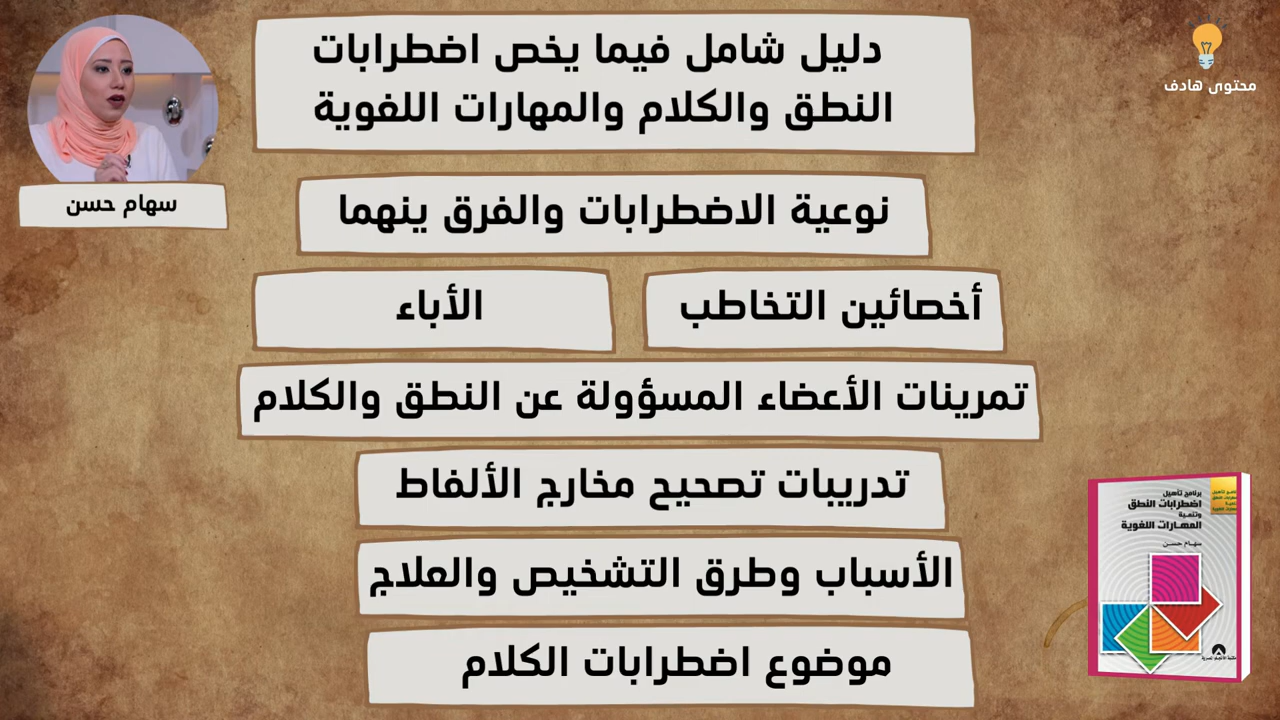 دليل شامل فيما يخص اضطرابات
النطق والكلام والمهارات اللغوية
محتوى هادف
سهام حسن
نوعية الاضطرابات والفرق ينهما
أخصائين التخاطب
الأباء
تمرينات الأعضاء المسؤولة عن النطق والكلام
تدريبات تصحيح مخارج الألفاط
الأسباب وطرق التشخيص والعلاج
موضوع اضطرابات الكلام
برنامج تأهيل
اضطرابات النطق
وتنمية
المهارات اللغوية
سهام حسن